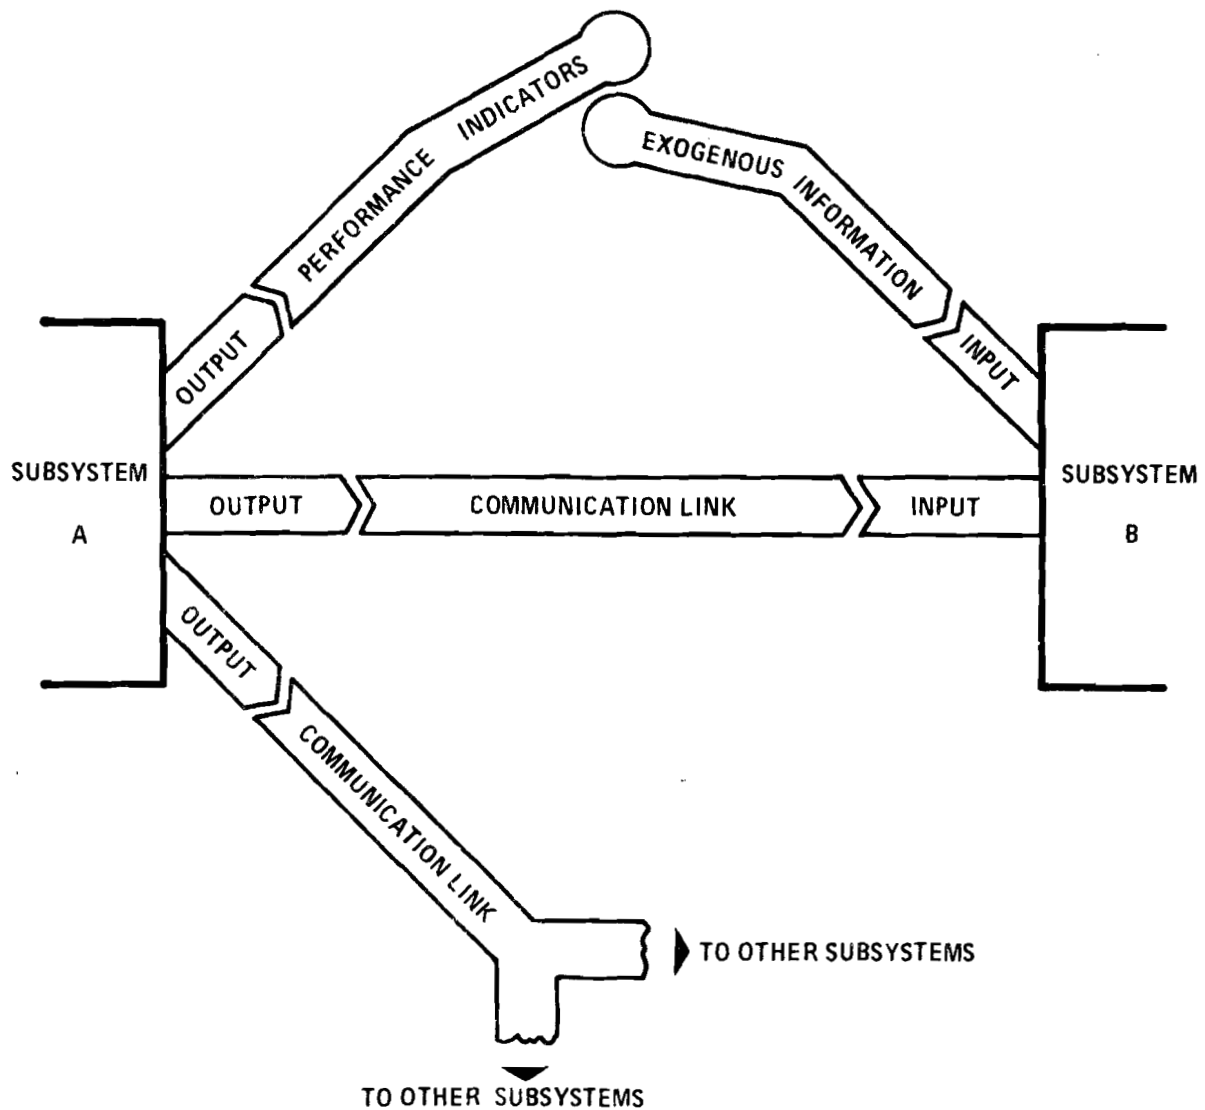 PERFORMANCE INDICATORS
EXOGENOUS INFORMATION
OUTPUT
INPUT
SUBSYSTEM
A
OUTPUT
COMMUNICATION LINK
INPUT
SUBSYSTEM
B
OUTPUT
COMMUNICATION LINK
TO OTHER SUBSYSTEMS
TO OTHER SUBSYSTEMS